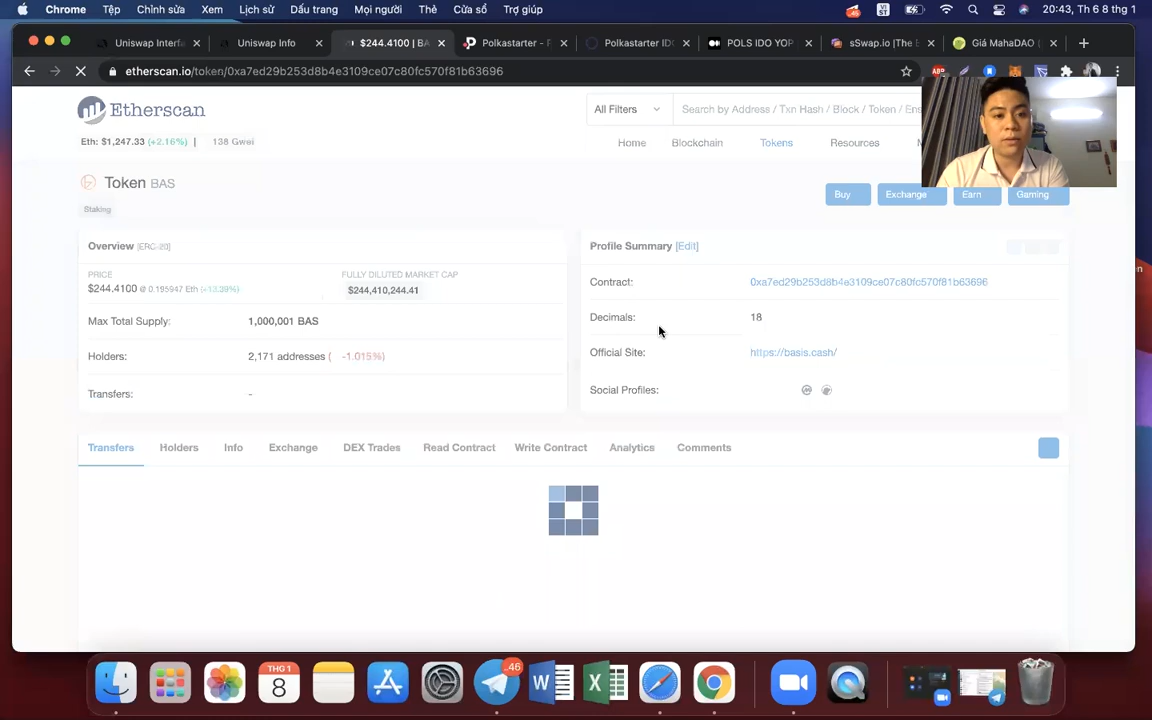 Chrome Tệp Chỉnh sửa Xem Lịch sử Dấu trang Mọi người Thẻ Cửa sổ Trợ giúp 20:43, Th 6 8 thg 1
Uniswap Interfa Uniswap Info $244.4100 | BA Polkastarter - F Polkastarter IDO POLS IDO YOP sSwap.io |The E Giá MahaDAO (
etherscan.io/token/0xa7ed29b253d8b4e3109ce07c80fc570f81b63696
Etherscan
All Filters Search by Address / Txn Hash / Block / Token / Ens
Eth: $1,247.33 (+2.16%) | 138 Gwei
Home Blockchain Tokens Resources
Token BAS
Buy Exchange Earn Gaming
Staking
Overview [ERC-20]
PRICE FULLY DILUTED MARKET CAP
$244.4100 @ 0.195947 Eth (+13.39%) $244,410,244.41
Max Total Supply: 1,000,001 BAS
Holders: 2,171 addresses ( -1.015%)
Transfers: -
Profile Summary [Edit]
Contract: 0xa7ed29b253d8b4e3109ce07c80fc570f81b63696
Decimals: 18
Official Site: https://basis.cash/
Social Profiles:
Transfers Holders Info Exchange DEX Trades Read Contract Write Contract Analytics Comments
46
THG 1
8